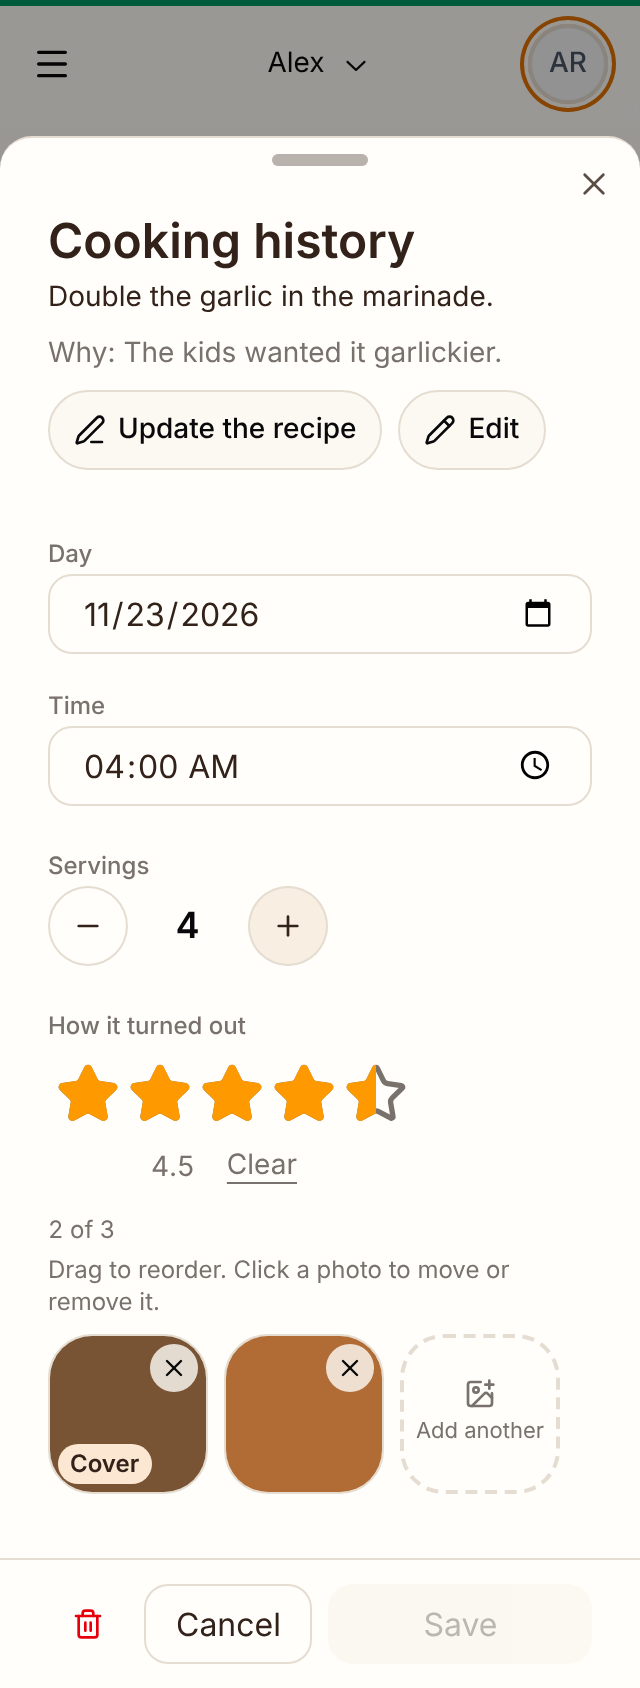 Alex
AR
Cooking history
Double the garlic in the marinade.
Why: The kids wanted it garlickier.
Update the recipe
Edit
Day
11/23/2026
Time
04:00 AM
Servings
4
How it turned out
4.5
Clear
2 of 3
Drag to reorder. Click a photo to move or
remove it.
Cover
Add another
Cancel
Save